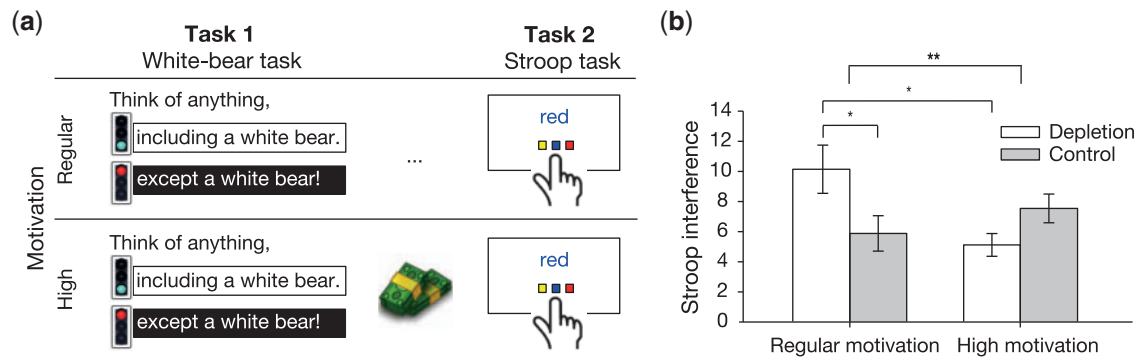 (a)
Task 1
White-bear task
Task 2
Stroop task
Motivation
Regular
Think of anything,
including a white bear.
except a white bear!
...
red
High
Think of anything,
including a white bear.
except a white bear!
red
(b)
**
*
*
Depletion
Control
Stroop interference
14
12
10
8
6
4
2
0
Regular motivation
High motivation